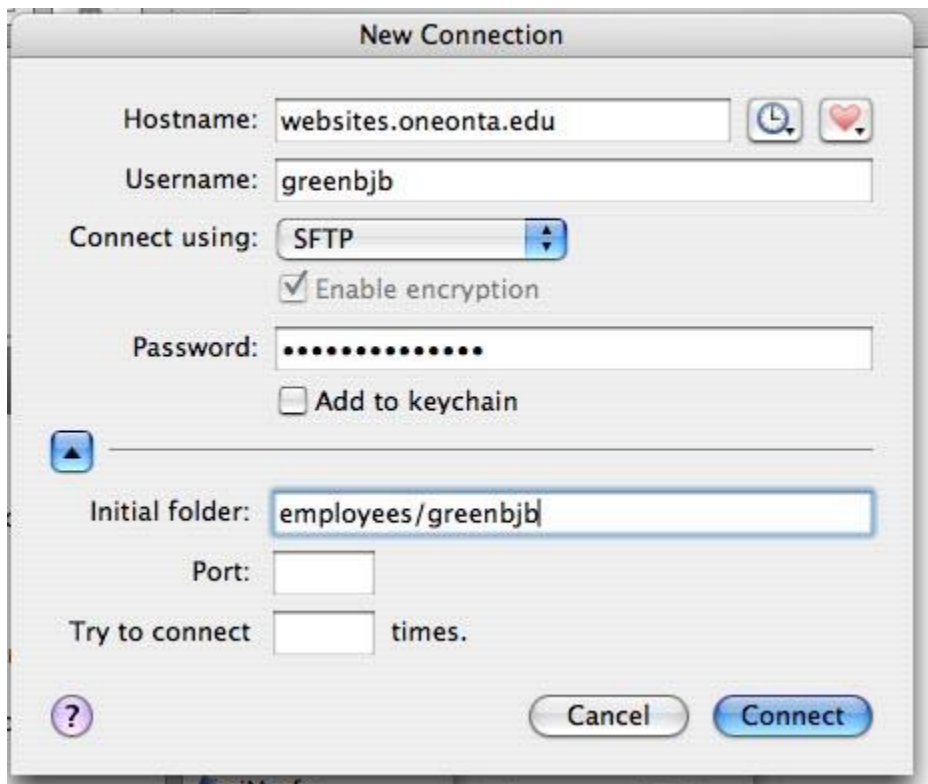 New Connection
Hostname: websites.oneonta.edu
Username: greenbjb
Connect using: SFTP
Enable encryption
Password: ••••••••••••••
Add to keychain
Initial folder: employees/greenbjb
Port:
Try to connect times.
? Cancel Connect